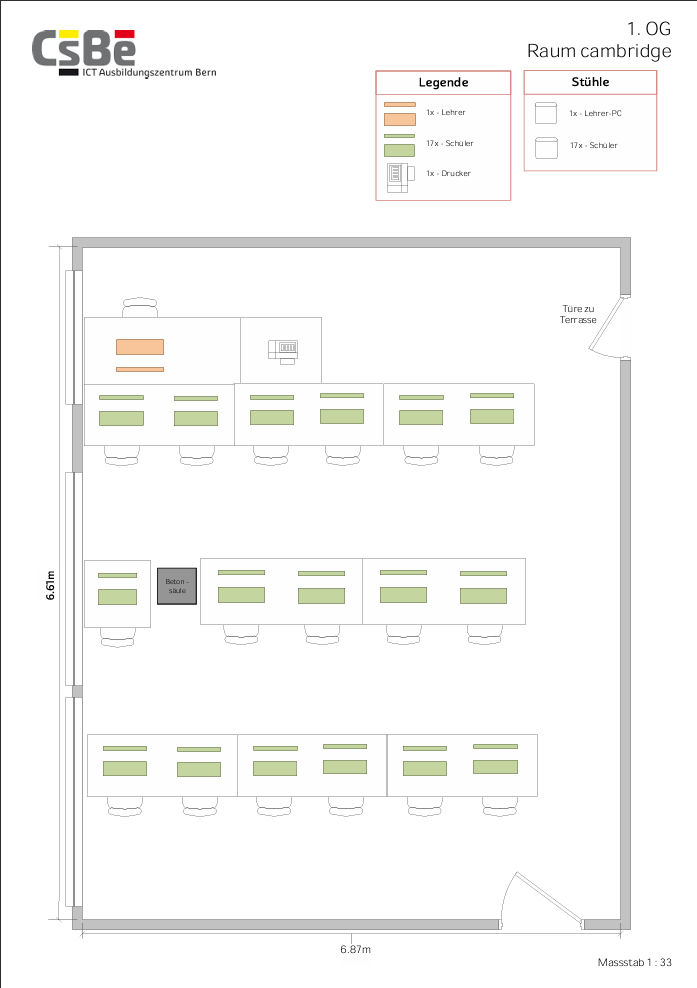 CsBe
ICT Ausbildungszentrum Bern
1. OG
Raum cambridge
Legende
1x - Lehrer
17x - Schüler
1x - Drucker
Stühle
1x - Lehrer-PC
17x - Schüler
Türe zu
Terrasse
Beton -
säule
6.61m
6.87m
Massstab 1 : 33